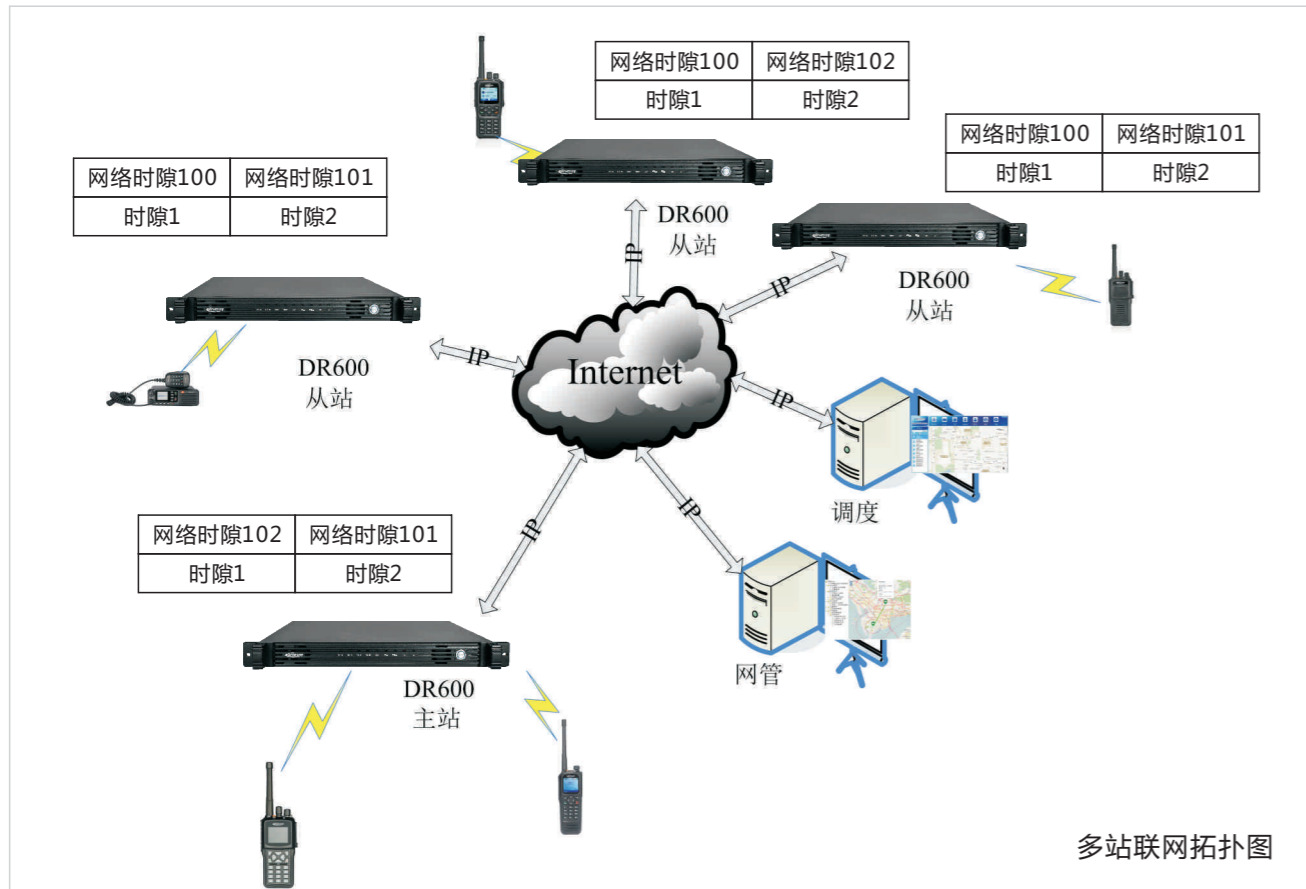 网络时隙100 网络时隙102
时隙1 时隙2
网络时隙100 网络时隙101
时隙1 时隙2
网络时隙100 网络时隙101
时隙1 时隙2
DR600
从站
IP
DR600
从站
IP
DR600
从站
IP
Internet
IP
调度
网络时隙102 网络时隙101
时隙1 时隙2
IP
IP
网管
DR600
主站
多站联网拓扑图